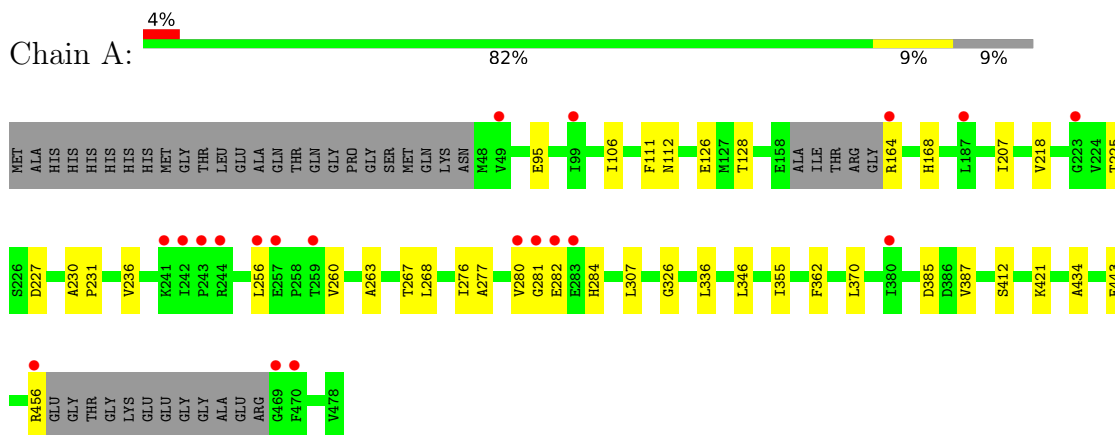 4%
Chain A:
82% 9% 9%
MET ALA HIS HIS HIS HIS HIS HIS MET GLY THR LEU GLU ALA GLN THR GLN GLY PRO GLY SER MET GLN LYS ASN M48 V49 E95 I99 I106 F111 N112 E126 M127 T128 E158 ALA ILE THR ARG GLY R164 H168 L187 I207 V218 G223 V224 T225
S226 D227 A230 P231 V236 K241 I242 P243 R244 L256 E257 P258 T259 V260 A263 T267 L268 I276 A277 V280 G281 E282 E283 H284 L307 G326 L336 L346 I355 F362 L370 I380 D385 D386 V387 S412 K421 A434
R456 GLU GLY THR GLY LYS GLU GLU GLY GLY ALA GLU ARG G469 F470 V478